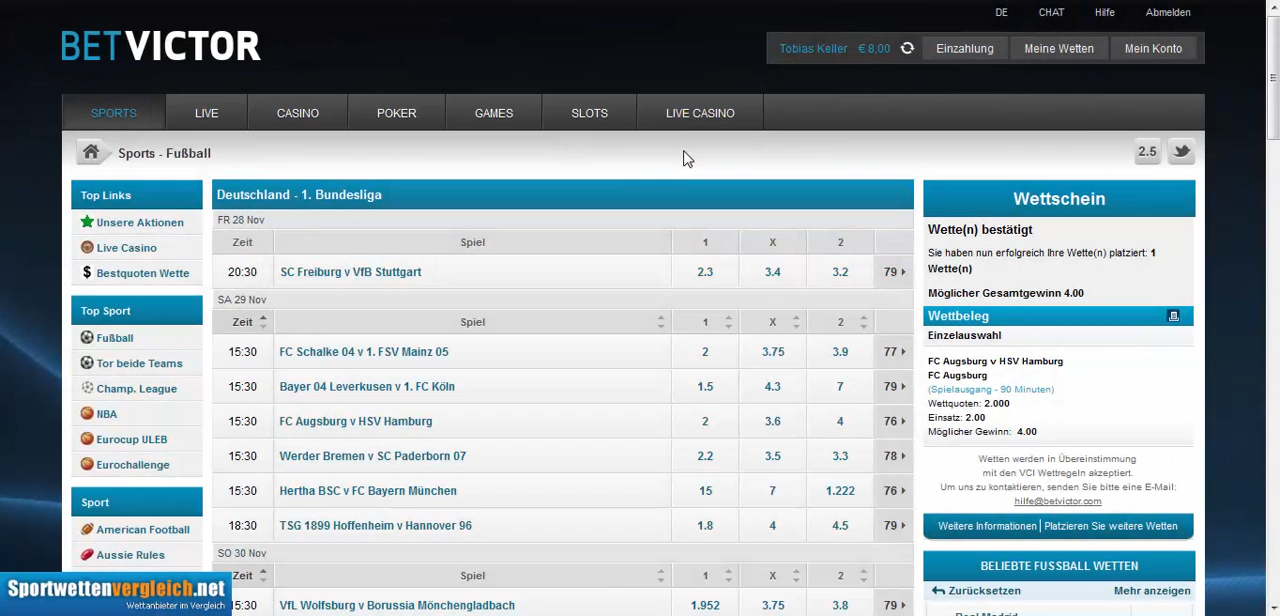 DE CHAT Hilfe Abmelden
BETVICTOR
Tobias Keller € 8,00 Einzahlung Meine Wetten Mein Konto
SPORTS LIVE CASINO POKER GAMES SLOTS LIVE CASINO
Sports - Fußball
2.5
Top Links
Unsere Aktionen
Live Casino
$ Bestquoten Wette
Top Sport
Fußball
Tor beide Teams
Champ. League
NBA
Eurocup ULEB
Eurochallenge
Sport
American Football
Aussie Rules
Deutschland - 1. Bundesliga
FR 28 Nov
Zeit Spiel 1 X 2
20:30 SC Freiburg v VfB Stuttgart 2.3 3.4 3.2 79
SA 29 Nov
Zeit Spiel 1 X 2
15:30 FC Schalke 04 v 1. FSV Mainz 05 2 3.75 3.9 77
15:30 Bayer 04 Leverkusen v 1. FC Köln 1.5 4.3 7 79
15:30 FC Augsburg v HSV Hamburg 2 3.6 4 76
15:30 Werder Bremen v SC Paderborn 07 2.2 3.5 3.3 78
15:30 Hertha BSC v FC Bayern München 15 7 1.222 76
18:30 TSG 1899 Hoffenheim v Hannover 96 1.8 4 4.5 79
SO 30 Nov
Zeit Spiel 1 X 2
15:30 VfL Wolfsburg v Borussia Mönchengladbach 1.952 3.75 3.8 79
Wettschein
Wette(n) bestätigt
Sie haben nun erfolgreich Ihre Wette(n) platziert: 1
Wette(n)
Möglicher Gesamtgewinn 4.00
Wettbeleg
Einzelauswahl
FC Augsburg v HSV Hamburg
FC Augsburg
(Spielausgang - 90 Minuten)
Wettquoten: 2.000
Einsatz: 2.00
Möglicher Gewinn: 4.00
Wetten werden in Übereinstimmung
mit den VCI Wettregeln akzeptiert.
Um uns zu kontaktieren, senden Sie bitte eine E-Mail:
hilfe@betvictor.com
Weitere Informationen | Platzieren Sie weitere Wetten
BELIEBTE FUSSBALL WETTEN
Zurücksetzen Mehr anzeigen
Real Madrid
Sportwettenvergleich.net
Wettanbieter im Vergleich